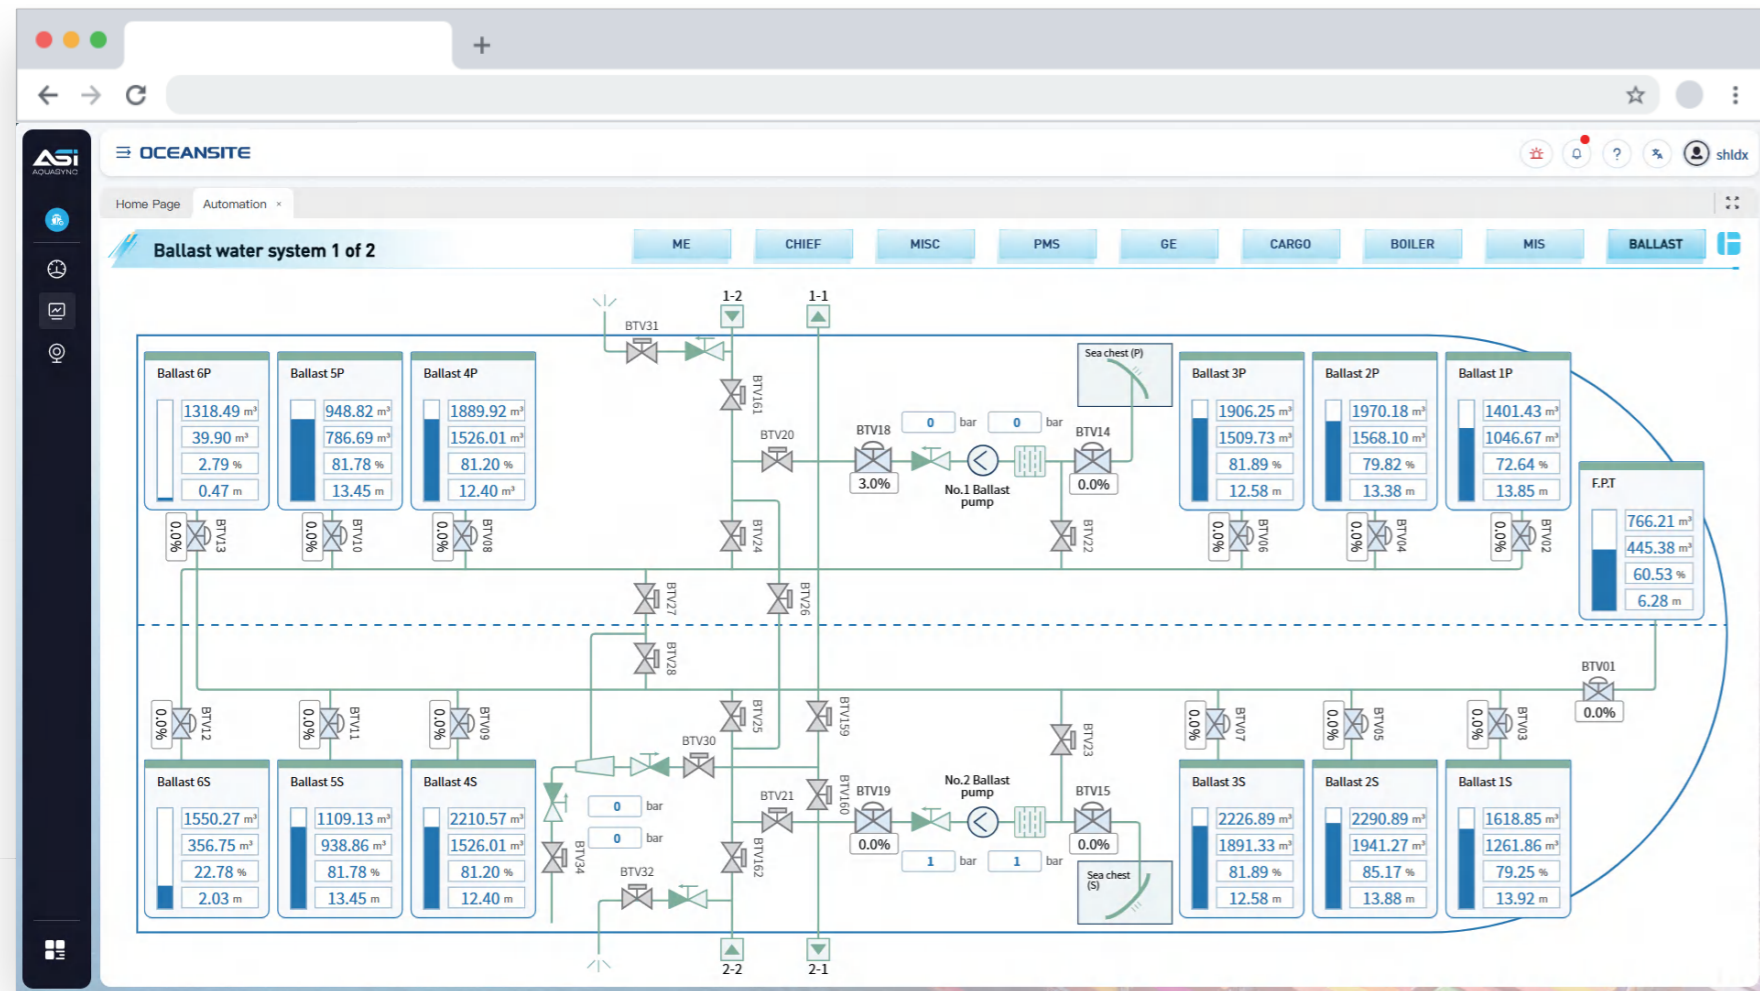 ASi
AQUASYNC
OCEANSITE
? shldx
Home Page Automation ×
Ballast water system 1 of 2
ME CHIEF MISC PMS GE CARGO BOILER MIS BALLAST
1-2 1-1
BTV31
Sea chest (P)
Ballast 6P
1318.49 m³
39.90 m³
2.79 %
0.47 m
Ballast 5P
948.82 m³
786.69 m³
81.78 %
13.45 m
Ballast 4P
1889.92 m³
1526.01 m³
81.20 %
12.40 m³
BTV161
BTV20
BTV18
3.0%
0 bar 0 bar
No.1 Ballast
pump
BTV14
0.0%
Ballast 3P
1906.25 m³
1509.73 m³
81.89 %
12.58 m
Ballast 2P
1970.18 m³
1568.10 m³
79.82 %
13.38 m
Ballast 1P
1401.43 m³
1046.67 m³
72.64 %
13.85 m
F.P.T
766.21 m³
445.38 m³
60.53 %
6.28 m
0.0% BTV13
0.0% BTV10
0.0% BTV08
BTV24
BTV22
0.0% BTV06
0.0% BTV04
0.0% BTV02
BTV27
BTV26
BTV28
BTV01
0.0%
0.0% BTV12
0.0% BTV11
0.0% BTV09
BTV25
BTV159
BTV23
0.0% BTV07
0.0% BTV05
0.0% BTV03
BTV30
Ballast 6S
1550.27 m³
356.75 m³
22.78 %
2.03 m
Ballast 5S
1109.13 m³
938.86 m³
81.78 %
13.45 m
Ballast 4S
2210.57 m³
1526.01 m³
81.20 %
12.40 m
0 bar
0 bar
BTV34
BTV32
BTV21
BTV160
BTV162
BTV19
0.0%
No.2 Ballast
pump
1 bar 1 bar
BTV15
0.0%
Sea chest
(S)
Ballast 3S
2226.89 m³
1891.33 m³
81.89 %
12.58 m
Ballast 2S
2290.89 m³
1941.27 m³
85.17 %
13.88 m
Ballast 1S
1618.85 m³
1261.86 m³
79.25 %
13.92 m
2-2 2-1